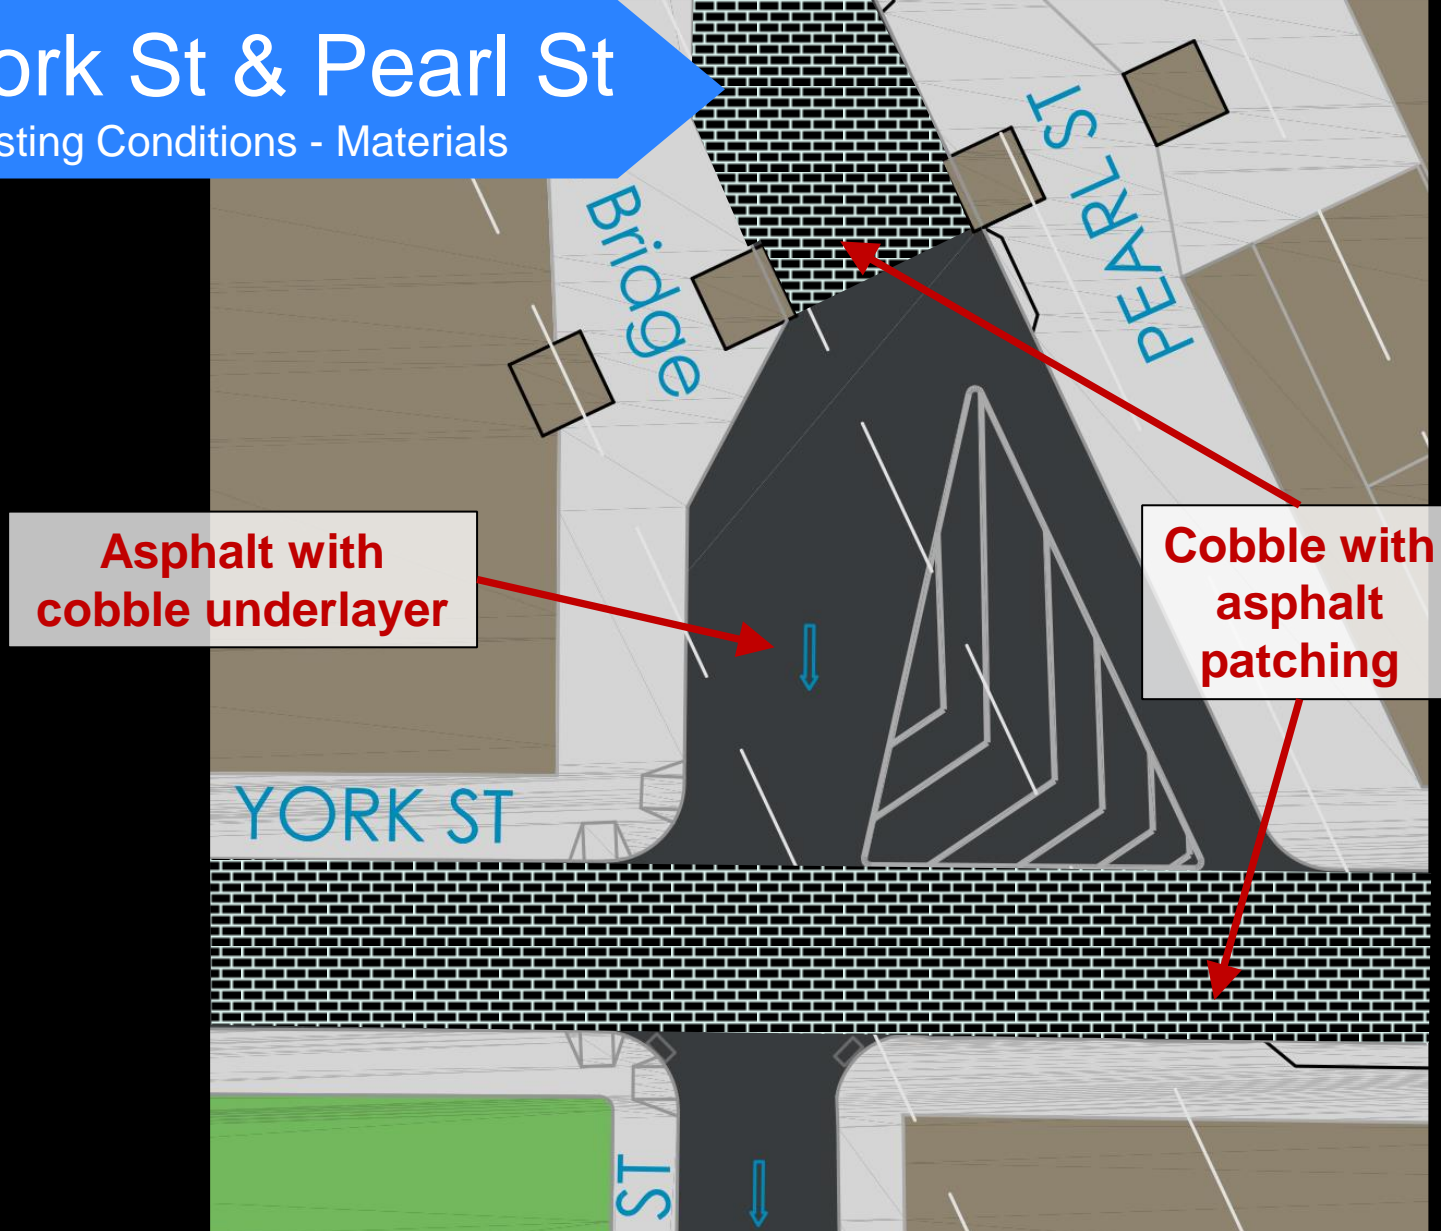 ork St & Pearl St
sting Conditions - Materials
PEARL ST
Bridge
Asphalt with
cobble underlayer
Cobble with
asphalt
patching
YORK ST
ST